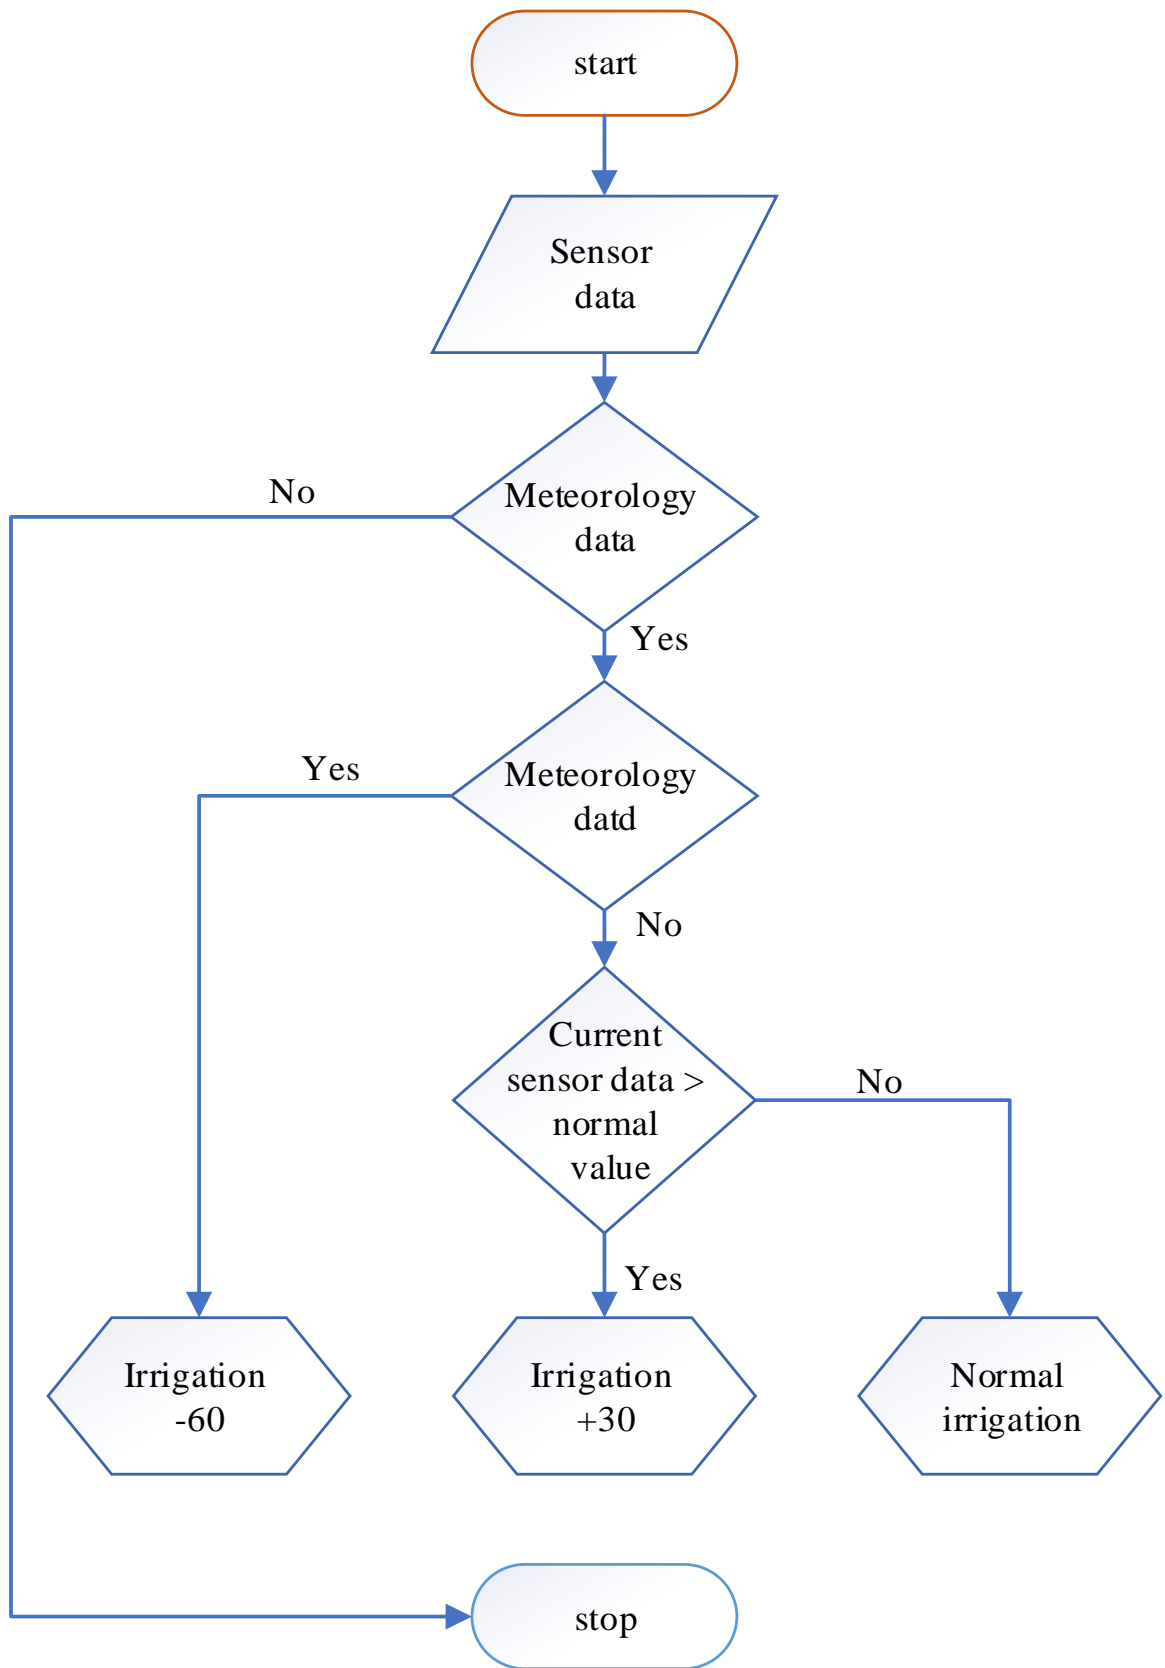 start
Sensor
data
No
Meteorology
data
Yes
Yes
Meteorology
datd
No
Current
sensor data >
normal
value
No
Yes
Irrigation
-60
Irrigation
+30
Normal
irrigation
stop